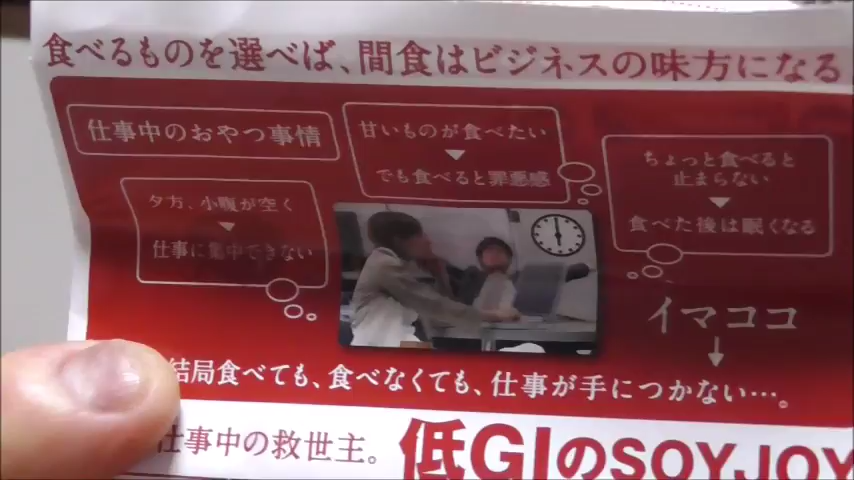 食べるものを選べば、間食はビジネスの味方になる
仕事中のおやつ事情
甘いものが食べたい
でも食べると罪悪感
ちょっと食べると
止まらない
食べた後は眠くなる
夕方、小腹が空く
仕事に集中できない
イマココ
結局食べても、食べなくても、仕事が手につかない…。
仕事中の救世主。
低GIのSOYJOY